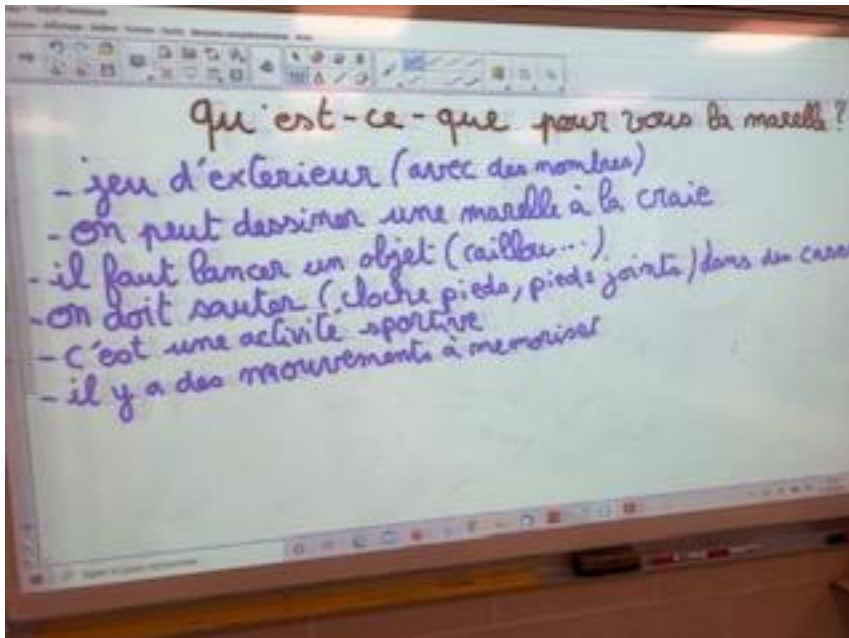 Qu'est-ce-que pour vous la marelle ?
- jeu d'exterieur (avec des nombres)
- on peut dessiner une marelle à la craie
- il faut lancer un objet (caillou...)
- on doit sauter (cloche pieds, pieds joints) dans des cases
- c'est une activité sportive
- il y a des mouvements à memoriser